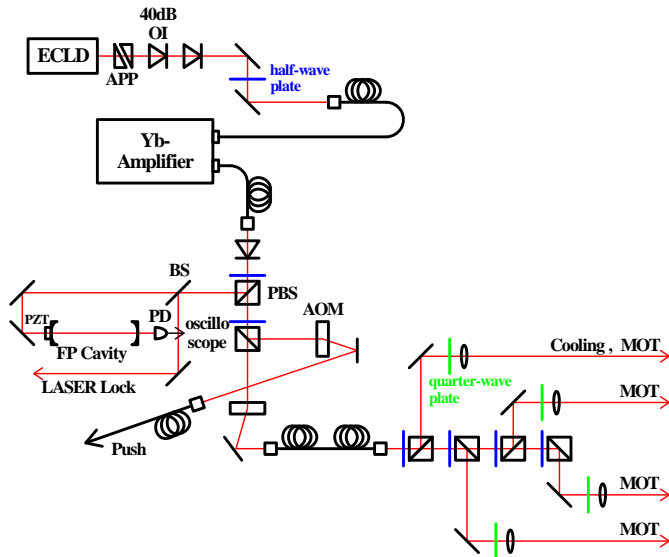 40dB
OI
ECLD
APP
half-wave
plate
Yb-
Amplifier
BS
PBS
AOM
PZT
PD
oscillo
scope
FP Cavity
LASER Lock
Push
Cooling , MOT
quarter-wave
plate
MOT
MOT
MOT